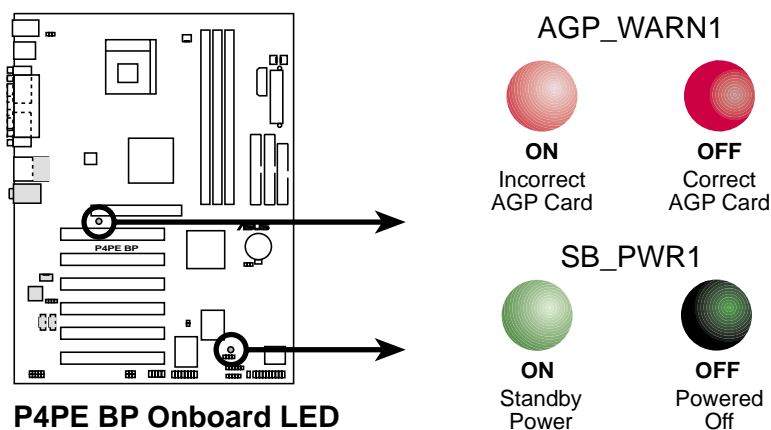 AGP_WARN1
ON
OFF
Incorrect
AGP Card
Correct
AGP Card
ASUS
P4PE BP
SB_PWR1
ON
OFF
Standby
Power
Powered
Off
P4PE BP Onboard LED